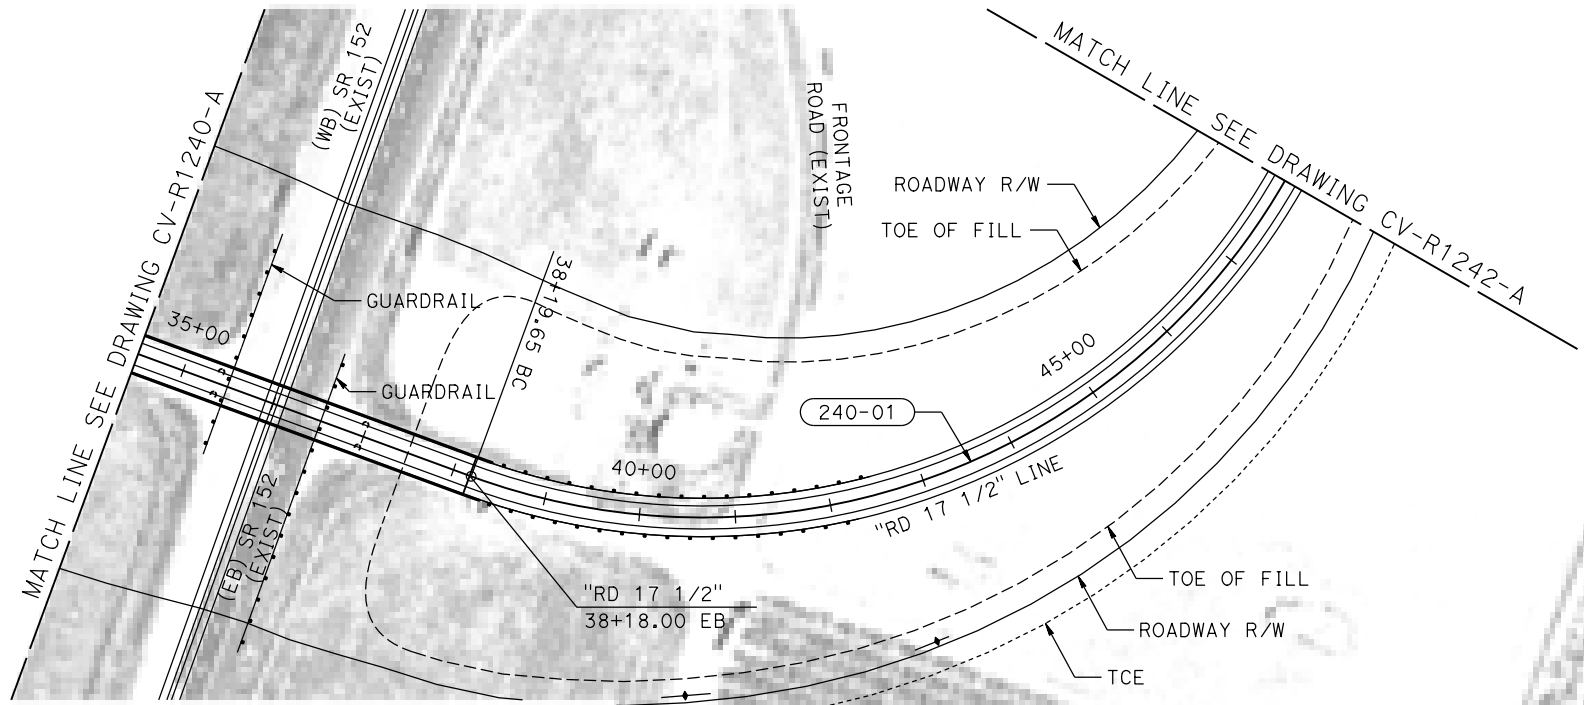 MATCH LINE SEE DRAWING CV-R1240-A
(WB) SR 152
(EXIST)
FRONTAGE
ROAD (EXIST)
MATCH LINE SEE DRAWING CV-R1242-A
ROADWAY R/W
TOE OF FILL
GUARDRAIL
35+00
38+19.65 BC
GUARDRAIL
45+00
240-01
40+00
"RD 17 1/2" LINE
(EB) SR 152
(EXIST)
"RD 17 1/2"
38+18.00 EB
TOE OF FILL
ROADWAY R/W
TCE